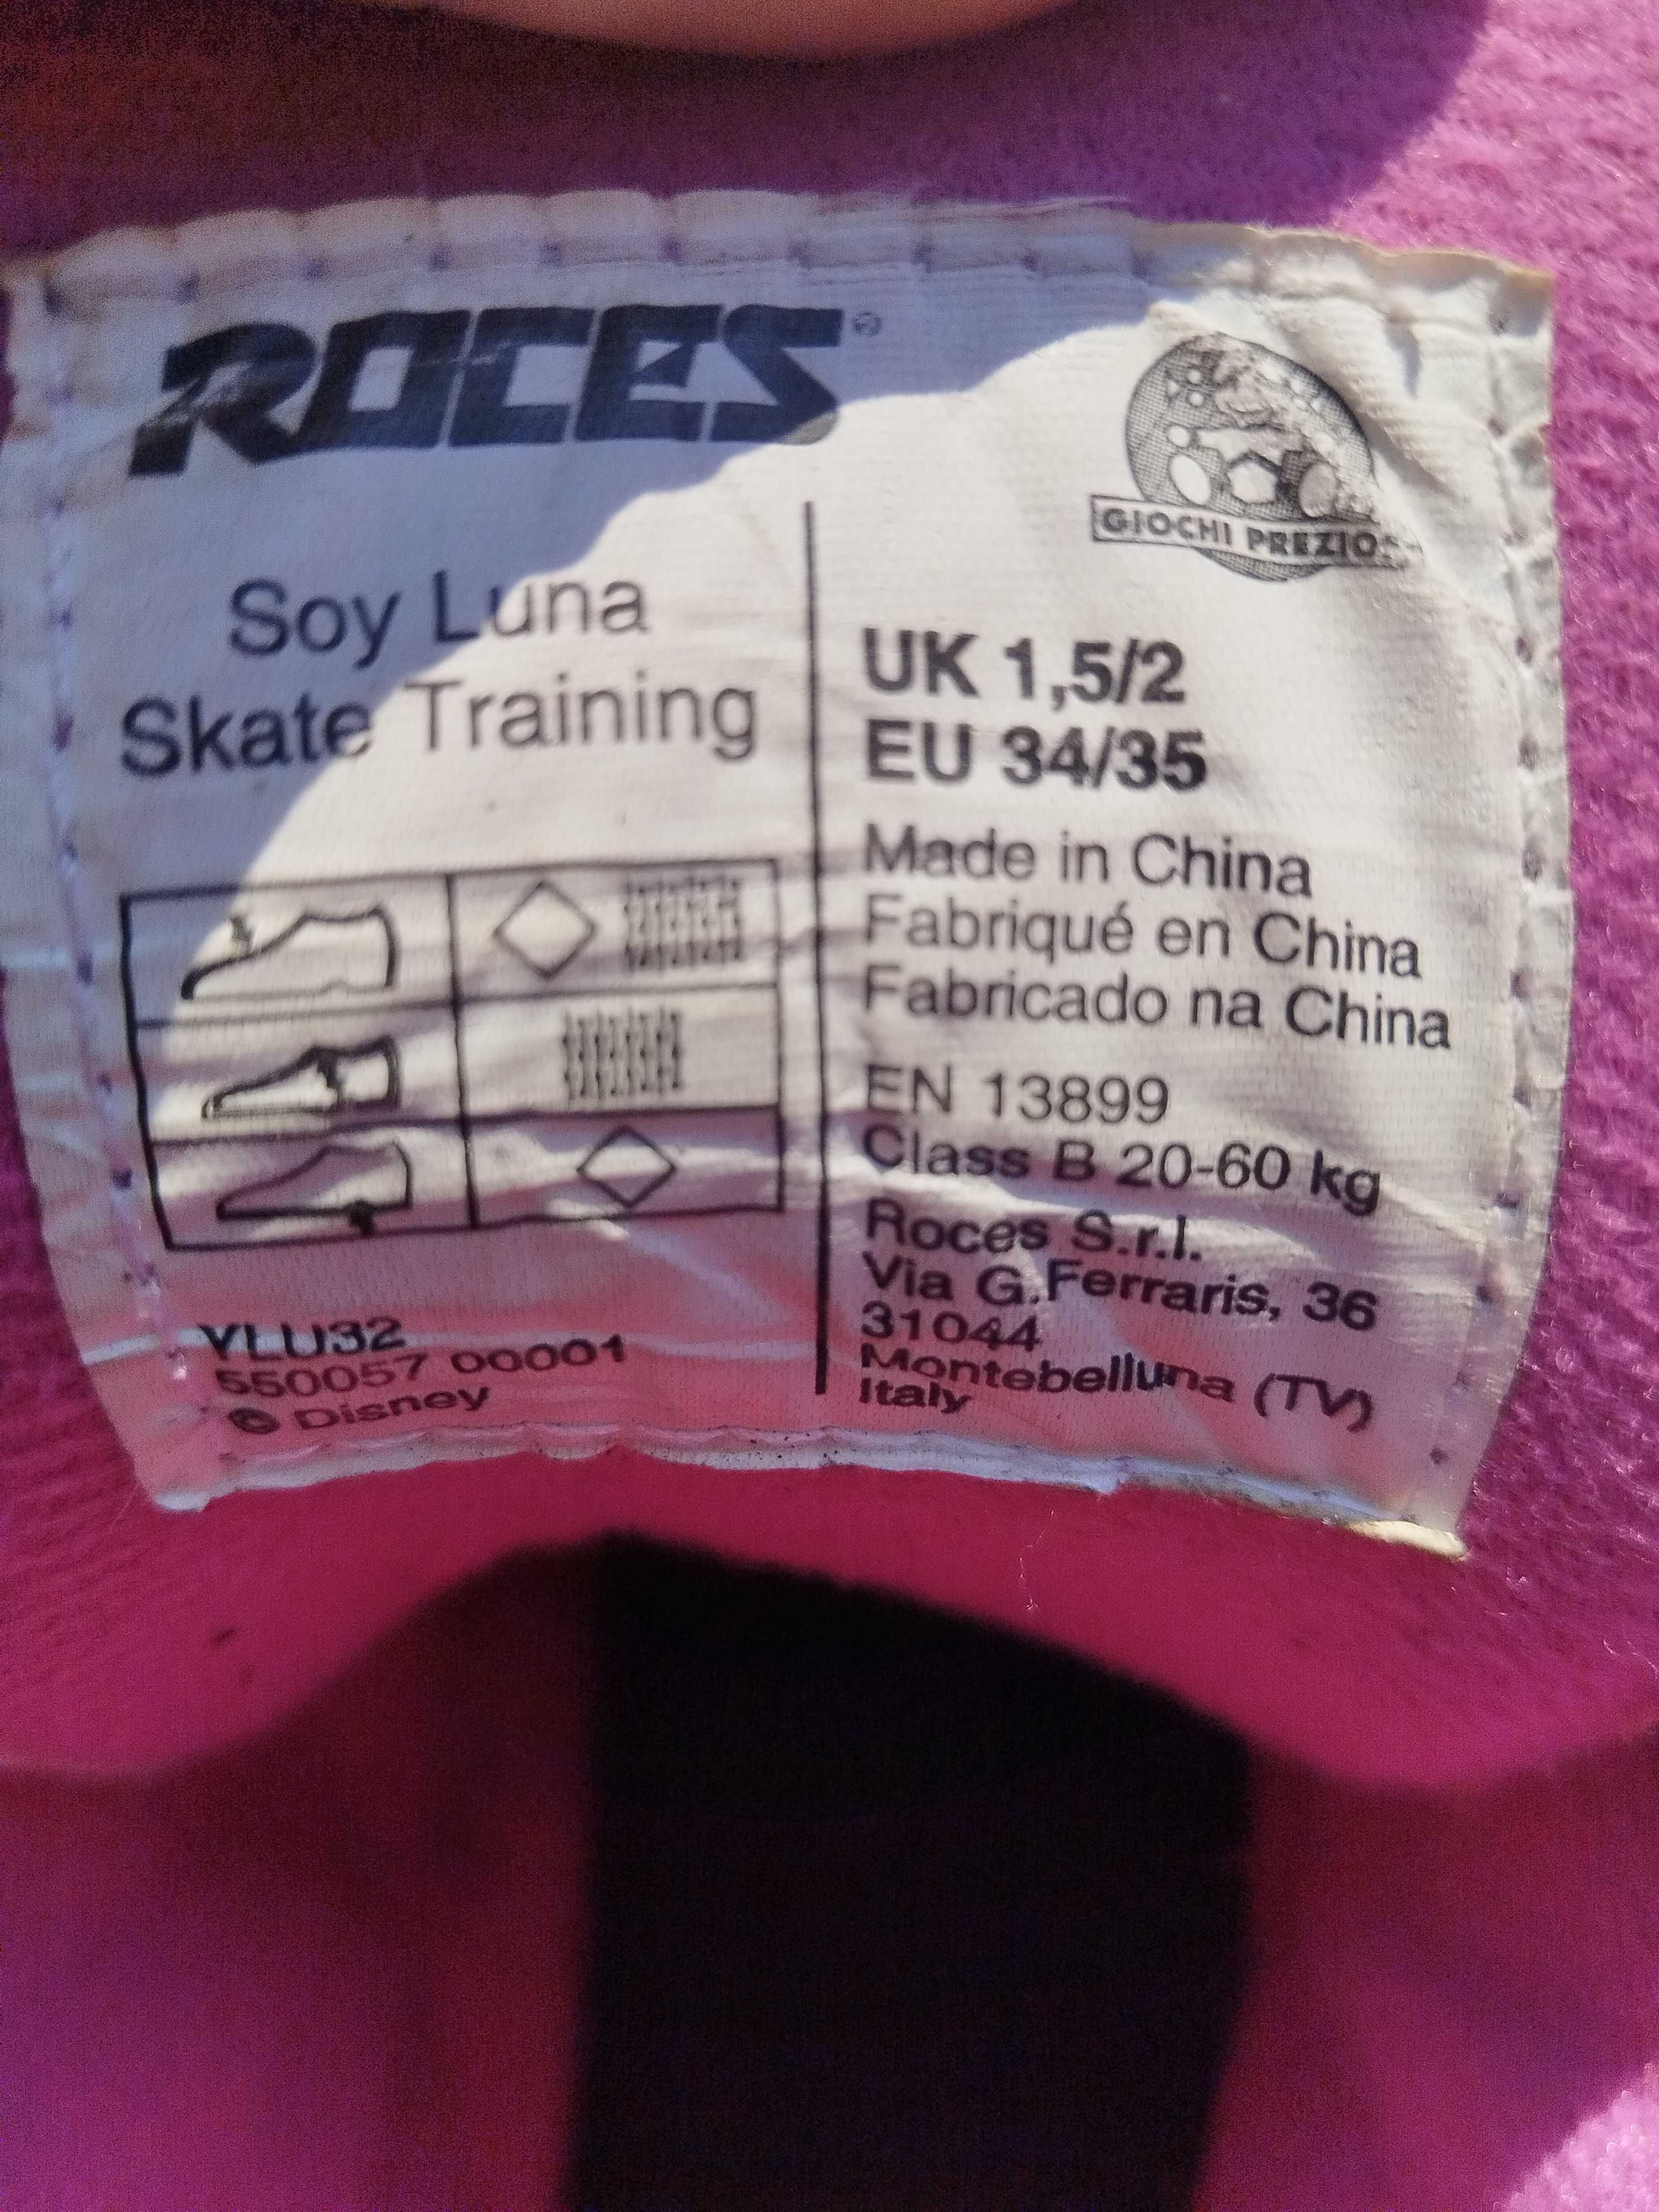 ROCES®
Soy Luna
Skate Training
VLU32
550057 00001
© Disney
GIOCHI
UK 1,5/2
EU 34/35
Made in China
Fabriqué en China
Fabricado na China
EN 13899
Class B 20-60 kg
Roces S.r.l.
Via G.Ferraris, 36
31044
Montebelluna (TV)
Italy